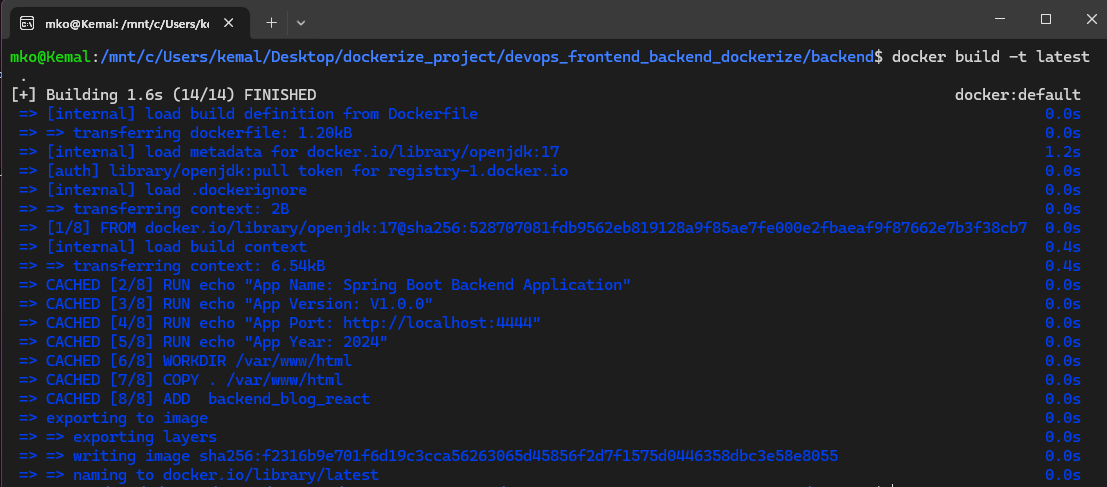 mko@Kemal: /mnt/c/Users/ke
mko@Kemal:/mnt/c/Users/kemal/Desktop/dockerize_project/devops_frontend_backend_dockerize/backend$ docker build -t latest
.
[+] Building 1.6s (14/14) FINISHED docker:default
=> [internal] load build definition from Dockerfile 0.0s
=> => transferring dockerfile: 1.20kB 0.0s
=> [internal] load metadata for docker.io/library/openjdk:17 1.2s
=> [auth] library/openjdk:pull token for registry-1.docker.io 0.0s
=> [internal] load .dockerignore 0.0s
=> => transferring context: 2B 0.0s
=> [1/8] FROM docker.io/library/openjdk:17@sha256:528707081fdb9562eb819128a9f85ae7fe000e2fbaeaf9f87662e7b3f38cb7 0.0s
=> [internal] load build context 0.4s
=> => transferring context: 6.54kB 0.4s
=> CACHED [2/8] RUN echo "App Name: Spring Boot Backend Application" 0.0s
=> CACHED [3/8] RUN echo "App Version: V1.0.0" 0.0s
=> CACHED [4/8] RUN echo "App Port: http://localhost:4444" 0.0s
=> CACHED [5/8] RUN echo "App Year: 2024" 0.0s
=> CACHED [6/8] WORKDIR /var/www/html 0.0s
=> CACHED [7/8] COPY . /var/www/html 0.0s
=> CACHED [8/8] ADD  backend_blog_react 0.0s
=> exporting to image 0.0s
=> => exporting layers 0.0s
=> => writing image sha256:f2316b9e701f6d19c3cca56263065d45856f2d7f1575d0446358dbc3e58e8055 0.0s
=> => naming to docker.io/library/latest 0.0s